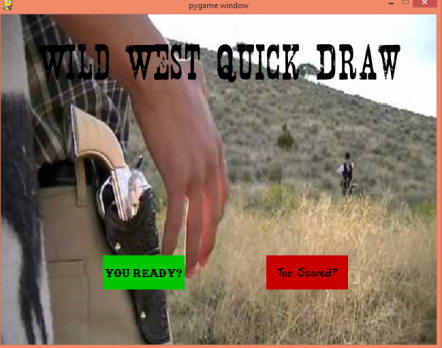 pygame window
WILD WEST QUICK DRAW
YOU READY?
Too Scared?